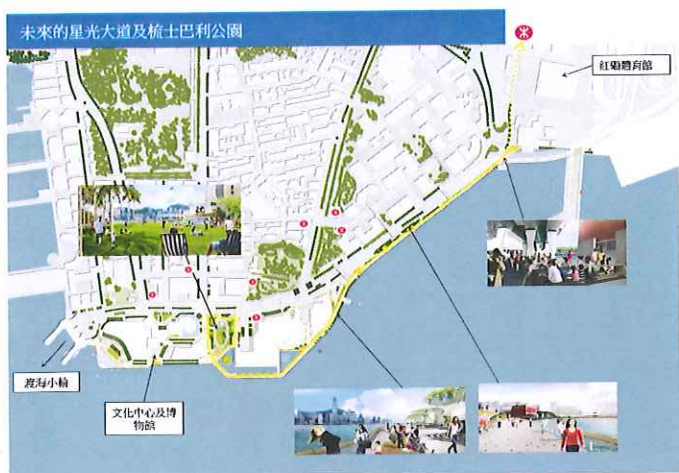 未來的星光大道及梳士巴利公園
紅磡體育館
渡海小輪
文化中心及博
物館